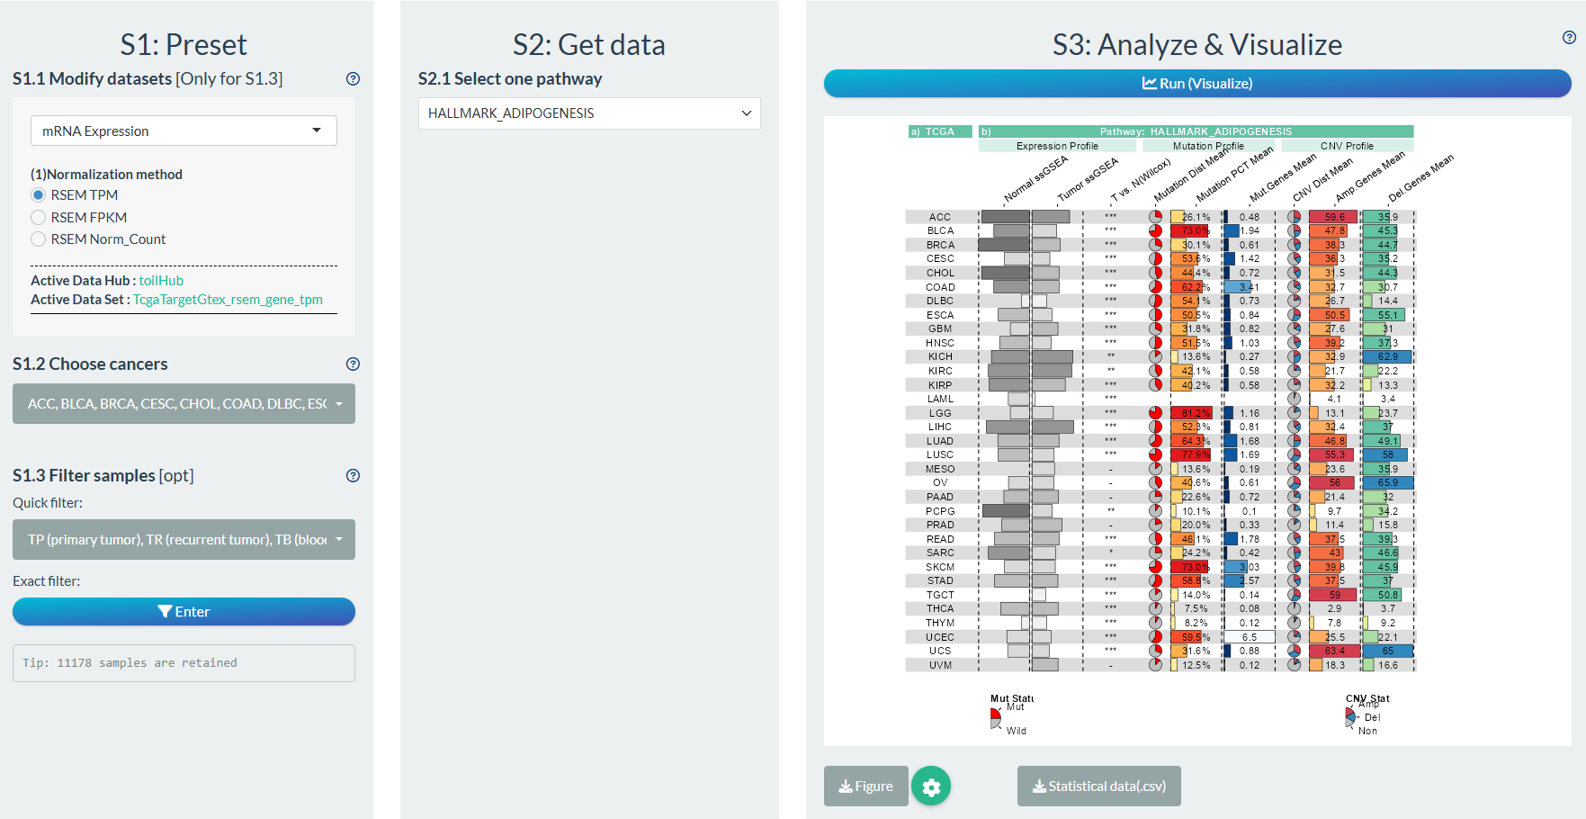 S1: Preset
S1.1 Modify datasets [Only for S1.3]
mRNA Expression
(1)Normalization method
RSEM TPM
RSEM FPKM
RSEM Norm_Count
Active Data Hub : toilHub
Active Data Set : TcgaTargetGtex_rsem_gene_tpm
S1.2 Choose cancers
ACC, BLCA, BRCA, CESC, CHOL, COAD, DLBC, ESC
S1.3 Filter samples [opt]
Quick filter:
TP (primary tumor), TR (recurrent tumor), TB (blood
Exact filter:
Enter
Tip: 11178 samples are retained
S2: Get data
S2.1 Select one pathway
HALLMARK_ADIPOGENESIS
S3: Analyze & Visualize
Run (Visualize)
a) TCGA b) Pathway: HALLMARK_ADIPOGENESIS
Expression Profile Mutation Profile CNV Profile
Normal ssGSEA Tumor ssGSEA T vs. N(Wilcox) Mutation Dist Mean Mutation PCT Mean Mut.Genes Mean CNV Dist Mean Amp.Genes Mean Del.Genes Mean
ACC *** 26.1% 0.48 59.6 35.9
BLCA *** 73.0% 1.94 47.8 45.3
BRCA *** 30.1% 0.61 38.3 44.7
CESC *** 53.6% 1.42 36.3 35.2
CHOL *** 44.4% 0.72 31.5 44.3
COAD *** 62.2% 3.41 32.7 30.7
DLBC *** 54.1% 0.73 26.7 14.4
ESCA *** 50.5% 0.84 50.5 55.1
GBM *** 31.8% 0.82 27.6 31
HNSC *** 51.5% 1.03 39.2 37.3
KICH ** 13.6% 0.27 32.9 62.9
KIRC ** 42.1% 0.58 21.7 22.2
KIRP *** 40.2% 0.58 32.2 13.3
LAML *** 4.1 3.4
LGG *** 81.2% 1.16 13.1 23.7
LIHC *** 52.3% 0.81 32.4 37
LUAD *** 64.3% 1.68 46.8 49.1
LUSC *** 77.9% 1.69 55.3 58
MESO - 13.6% 0.19 23.6 35.9
OV - 40.6% 0.61 56 65.9
PAAD - 22.6% 0.72 21.4 32
PCPG ** 10.1% 0.1 9.7 34.2
PRAD - 20.0% 0.33 11.4 15.8
READ *** 46.1% 1.78 37.5 39.3
SARC * 24.2% 0.42 43 46.6
SKCM *** 73.0% 3.03 39.8 45.9
STAD *** 58.8% 2.57 37.5 37
TGCT *** 14.0% 0.14 59 50.8
THCA *** 7.5% 0.08 2.9 3.7
THYM *** 8.2% 0.12 7.8 9.2
UCEC *** 59.5% 6.5 25.5 22.1
UCS *** 31.6% 0.88 63.4 65
UVM - 12.5% 0.12 18.3 16.6
Mut Statu
Mut
Wild
CNV Stat
Amp
Del
Non
Figure
Statistical data(.csv)